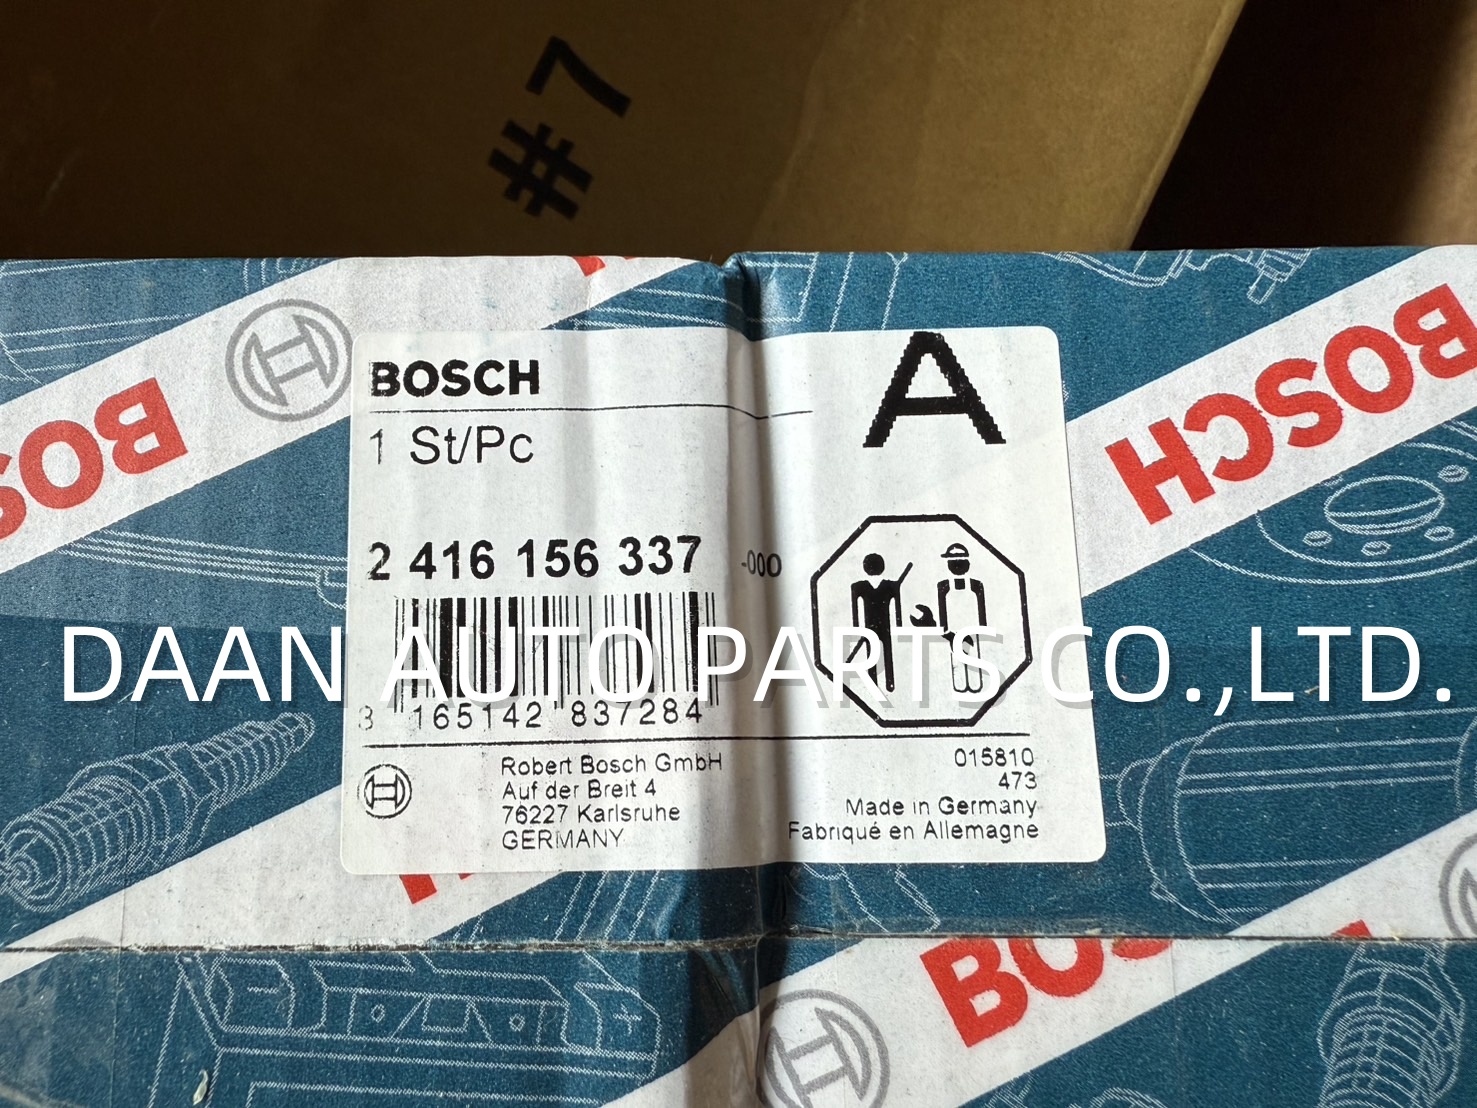 #7
BOSCH
BOSCH
BOSCH
A
1 St/Pc
2 416 156 337 -000
3 165142 837284
DAAN AUTO PARTS CO.,LTD.
Robert Bosch GmbH
Auf der Breit 4
76227 Karlsruhe
GERMANY
015810
473
Made in Germany
Fabriqué en Allemagne